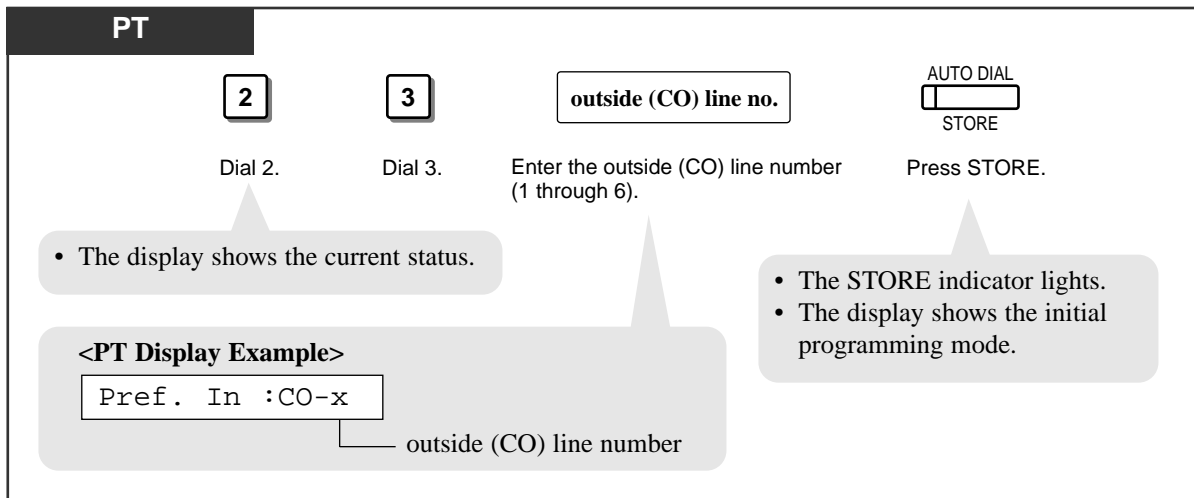 PT
2
3
outside (CO) line no.
AUTO DIAL
STORE
Dial 2.
Dial 3.
Enter the outside (CO) line number
(1 through 6).
Press STORE.
• The display shows the current status.
• The STORE indicator lights.
• The display shows the initial
programming mode.
<PT Display Example>
Pref. In :CO-x
outside (CO) line number